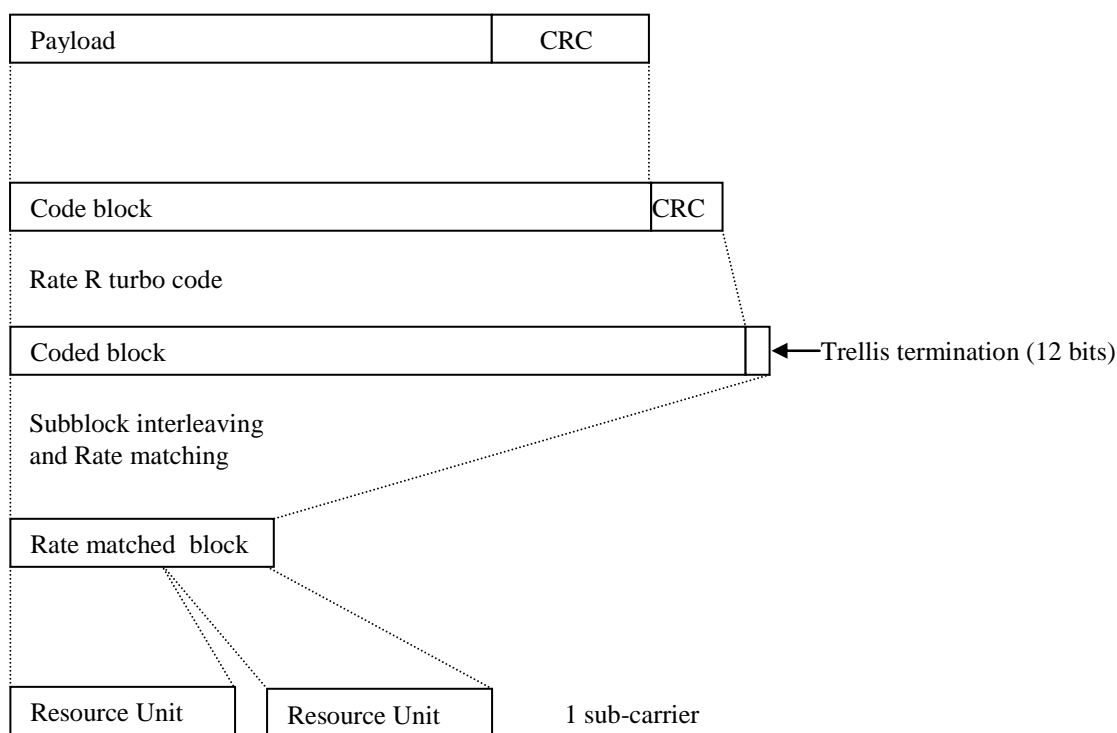 Payload CRC
Code block CRC
Rate R turbo code
Coded block
Trellis termination (12 bits)
Subblock interleaving
and Rate matching
Rate matched block
Resource Unit Resource Unit 1 sub-carrier